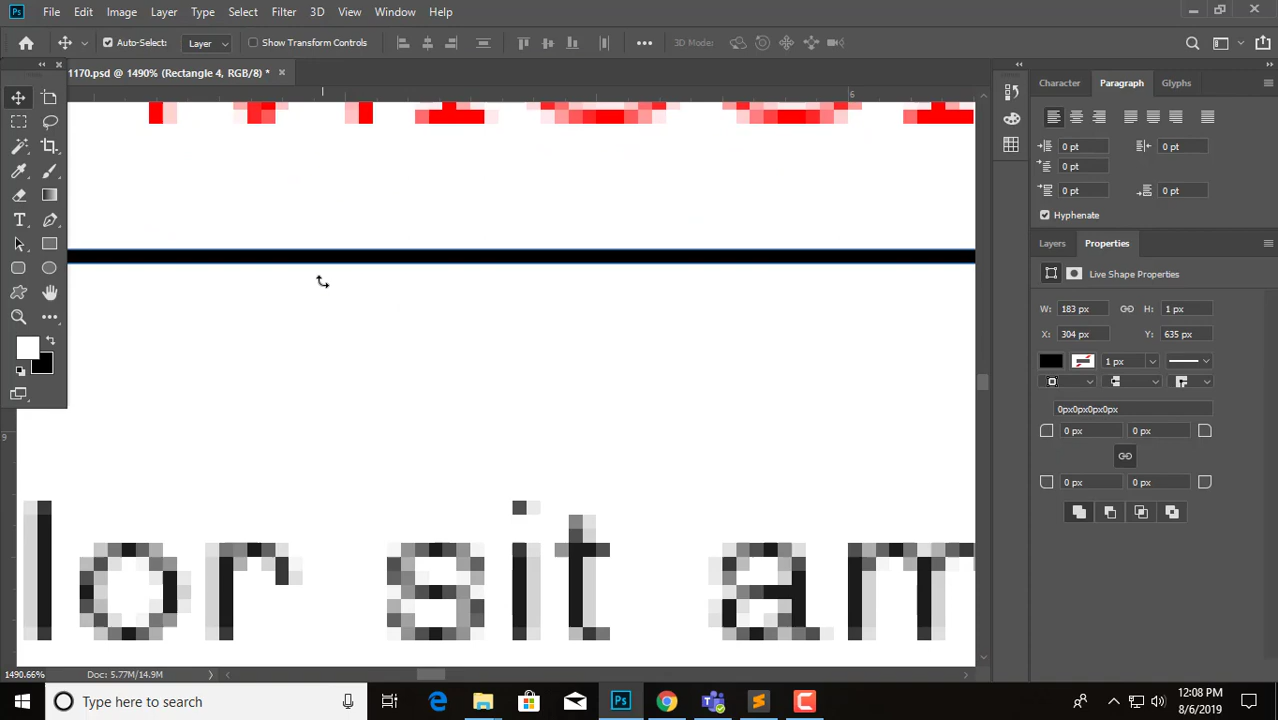 Ps File Edit Image Layer Type Select Filter 3D View Window Help
Auto-Select: Layer Show Transform Controls 3D Mode:
1170.psd @ 1490% (Rectangle 4, RGB/8) *
6
9
lor sit am
Character Paragraph Glyphs
0 pt 0 pt
0 pt
0 pt 0 pt
Hyphenate
Layers Properties
Live Shape Properties
W: 183 px H: 1 px
X: 304 px Y: 635 px
1 px
0px0px0px0px
0 px 0 px
0 px 0 px
1490.66% Doc: 5.77M/14.9M
Type here to search
Ps
12:08 PM
8/6/2019